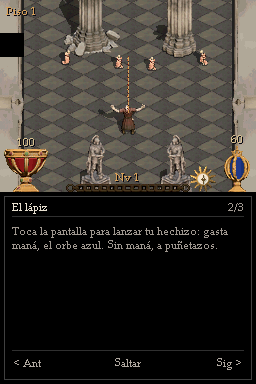 Piso 1
100
60
Nv 1
El lápiz 2/3
Toca la pantalla para lanzar tu hechizo: gasta
maná, el orbe azul. Sin maná, a puñetazos.
< Ant Saltar Sig >